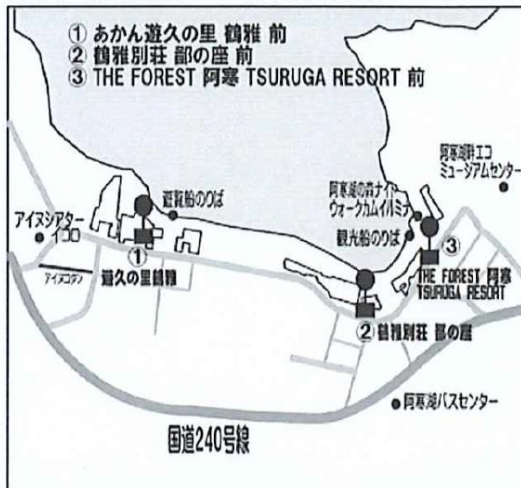 ① あかん遊久の里 鶴雅 前
② 鶴雅別荘 鄙の座 前
③ THE FOREST 阿寒 TSURUGA RESORT 前
遊覧船のりば
阿寒湖畔エコ
ミュージアムセンター
阿寒湖の森ナイト
ウォークカムイルミナ
観光船のりば
アイヌシアター
イコロ
アイヌコタン
①
遊久の里鶴雅
③
THE FOREST 阿寒
TSURUGA RESORT
② 鶴雅別荘 鄙の座
阿寒湖バスセンター
国道240号線